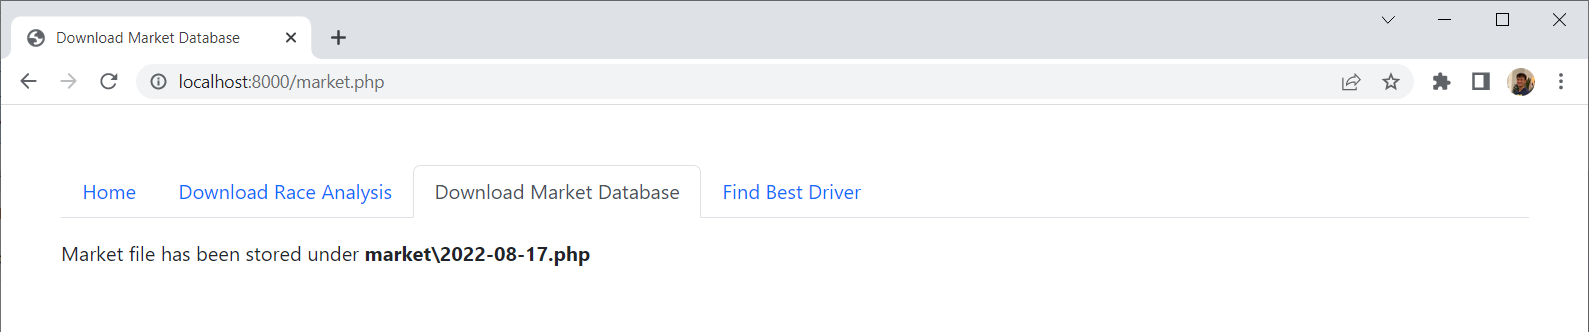 Download Market Database
localhost:8000/market.php
Home Download Race Analysis Download Market Database Find Best Driver
Market file has been stored under market\2022-08-17.php